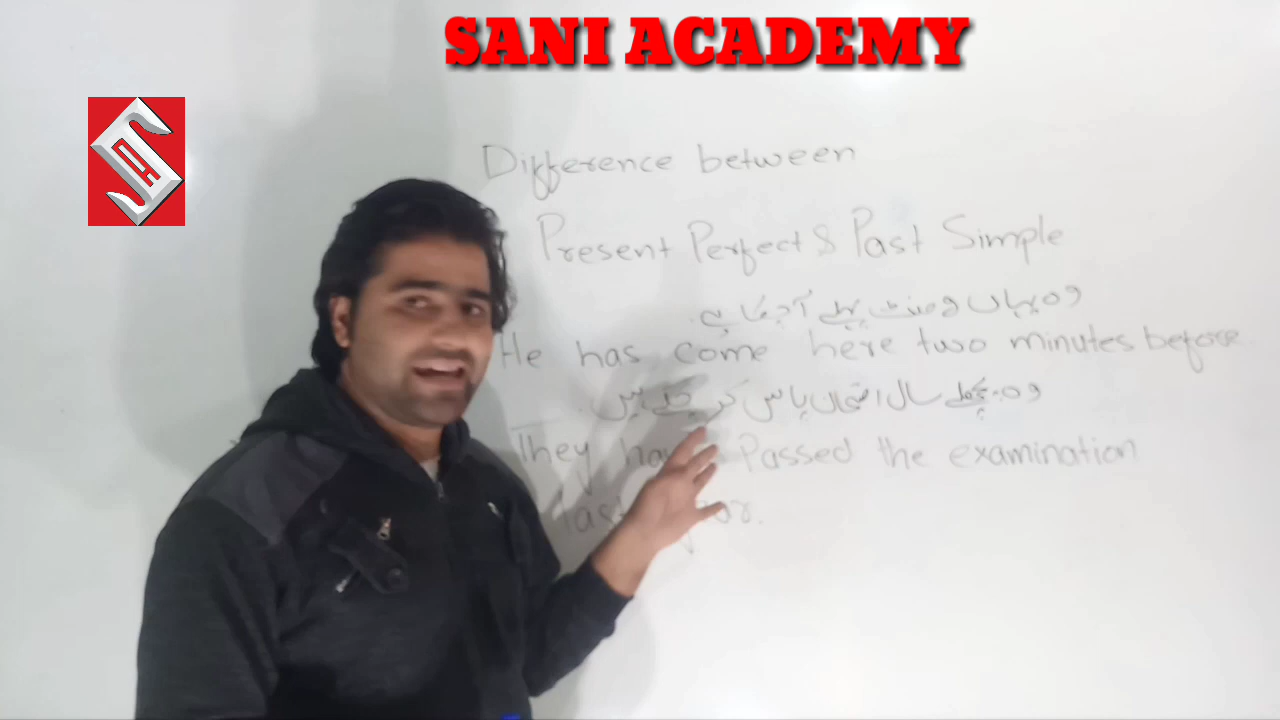 SANI ACADEMY
Difference between
Present Perfect & Past Simple
وہ یہاں دو منٹ پہلے آ چکا ہے۔
He has come here two minutes before.
وہ پچھلے سال امتحان پاس کر چکے ہیں۔
They Passed the examination
last